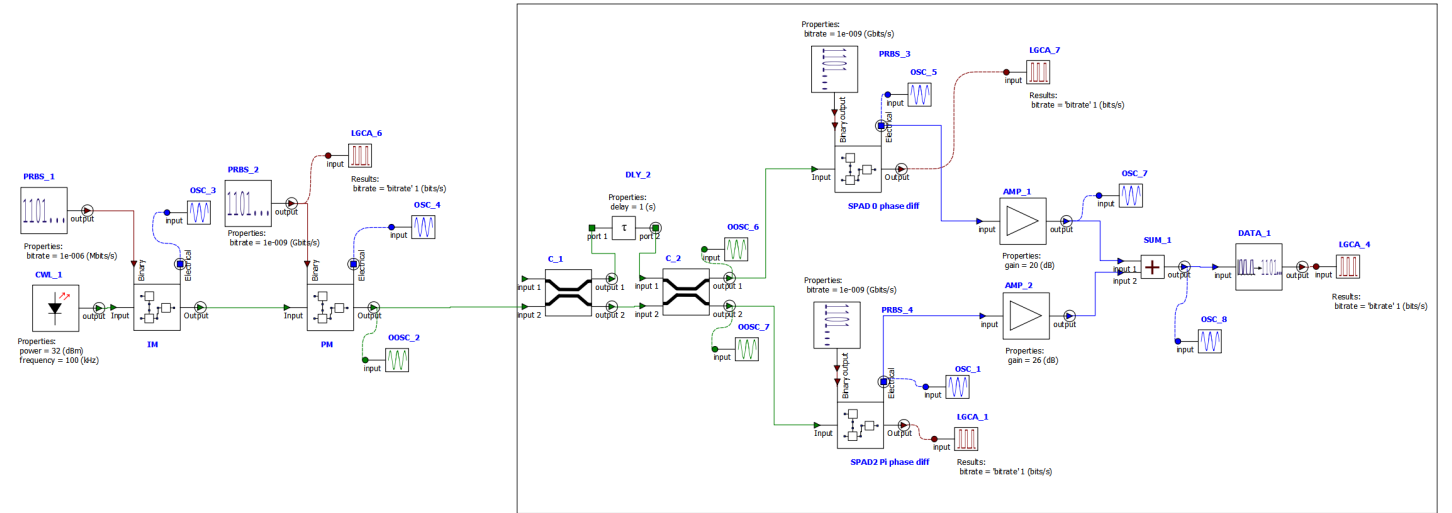 PRBS_1
output
Properties:
bitrate = 1e-006 (Mbits/s)
CWL_1
output
Properties:
power = 32 (dBm)
frequency = 100 (kHz)
OSC_3
input
Binary
Electrical
Input
Output
IM
PRBS_2
output
Properties:
bitrate = 1e-009 (Gbits/s)
LGCA_6
input
Results:
bitrate = 'bitrate' 1 (bits/s)
OSC_4
input
Binary
Electrical
Input
Output
PM
OOSC_2
input
DLY_2
Properties:
delay = 1 (s)
τ
port 1
port 2
C_1
input 1
input 2
output 1
output 2
C_2
input 1
input 2
output 1
output 2
OOSC_6
input
OOSC_7
input
Properties:
bitrate = 1e-009 (Gbits/s)
PRBS_3
OSC_5
input
Binary output
Electrical
Input
Output
SPAD 0 phase diff
LGCA_7
input
Results:
bitrate = 'bitrate' 1 (bits/s)
Properties:
bitrate = 1e-009 (Gbits/s)
PRBS_4
Binary output
Electrical
Input
Output
SPAD2 Pi phase diff
OSC_1
input
LGCA_1
input
Results:
bitrate = 'bitrate' 1 (bits/s)
AMP_1
input
output
Properties:
gain = 20 (dB)
AMP_2
input
output
Properties:
gain = 26 (dB)
OSC_7
input
SUM_1
input 1
input 2
output
OSC_8
input
DATA_1
input
output
LGCA_4
input
Results:
bitrate = 'bitrate' 1 (bits/s)